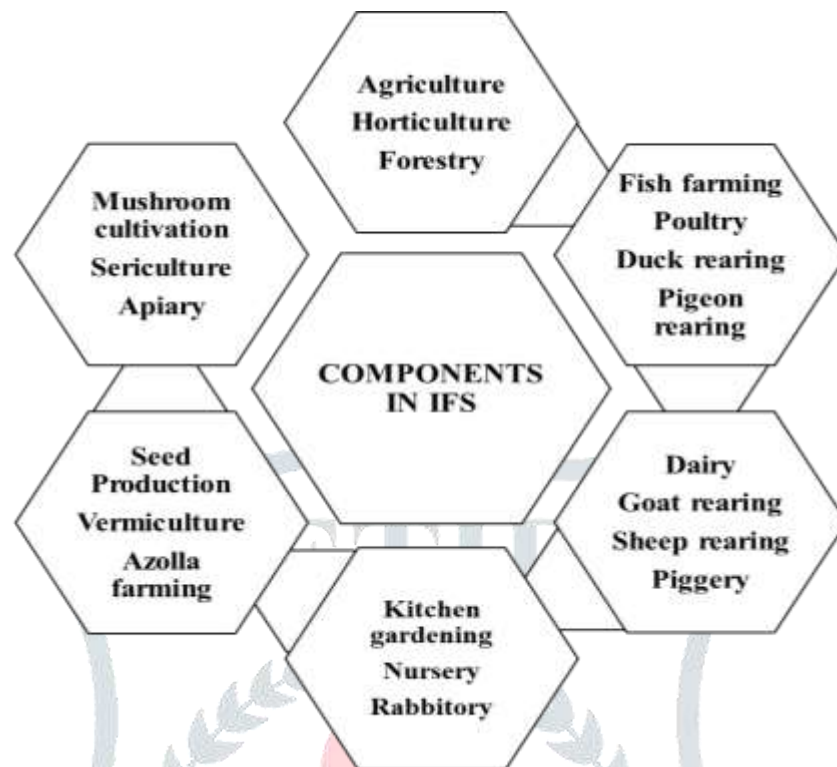 Agriculture
Horticulture
Forestry
Mushroom
cultivation
Sericulture
Apiary
Fish farming
Poultry
Duck rearing
Pigeon
rearing
COMPONENTS
IN IFS
Seed
Production
Vermiculture
Azolla
farming
Dairy
Goat rearing
Sheep rearing
Piggery
Kitchen
gardening
Nursery
Rabbitory